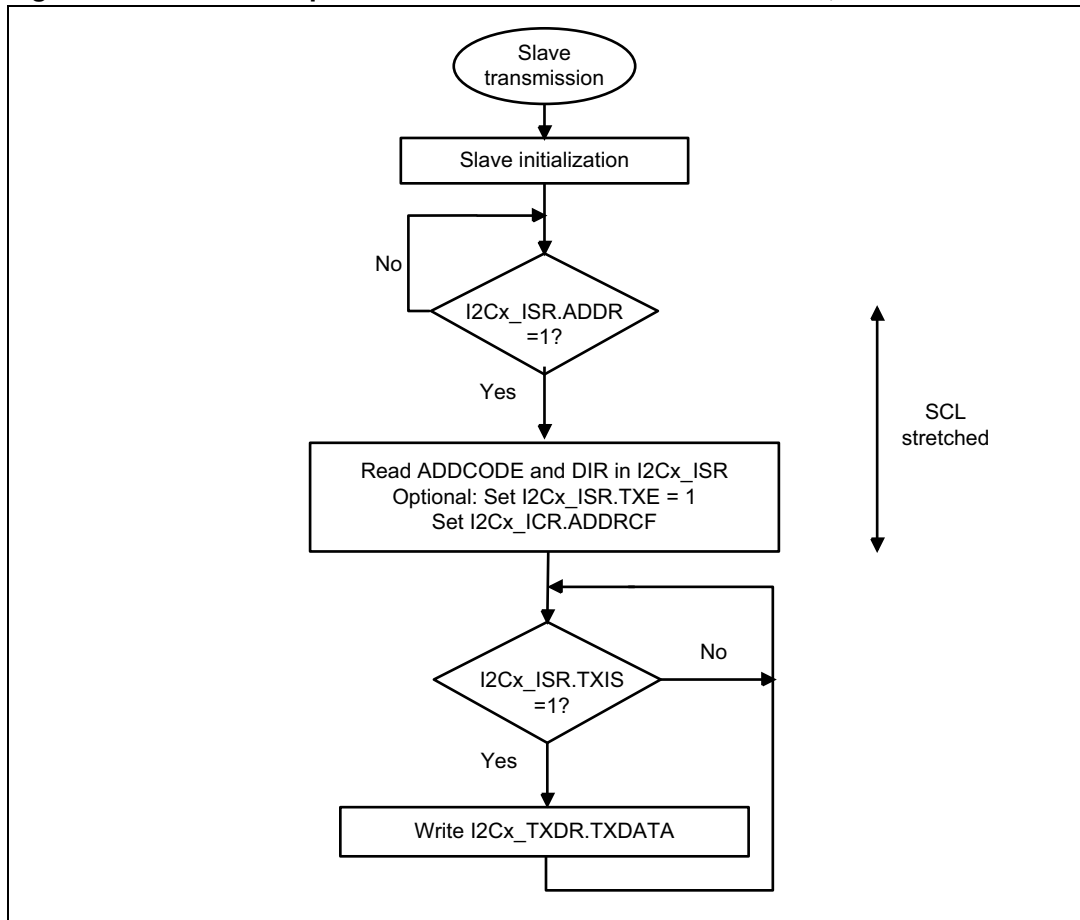 Slave
transmission
Slave initialization
No
I2Cx_ISR.ADDR
=1?
Yes
SCL
stretched
Read ADDCODE and DIR in I2Cx_ISR
Optional: Set I2Cx_ISR.TXE = 1
Set I2Cx_ICR.ADDRCF
No
I2Cx_ISR.TXIS
=1?
Yes
Write I2Cx_TXDR.TXDATA